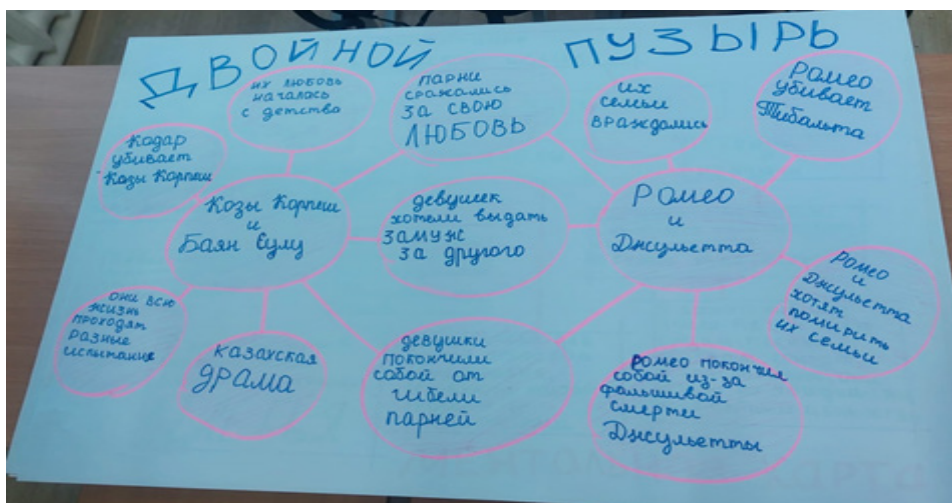 ДВОЙНОЙ ПУЗЫРЬ
их любовь
началась
с детства
парни
сражались
за свою
ЛЮБОВЬ
их
семьи
враждовались
Ромео
убивает
Тибальта
Кодар
убивает
Козы Корпеш
Козы Корпеш
и
Баян Сулу
девушек
хотели выдать
замуж
за другого
Ромео
и
Джульетта
они всю
жизнь
проходят
разные
испытания
казахская
драма
девушки
покончили
собой от
гибели
парней
Ромео покончил
собой из-за
фальшивой
смерти
Джульетты
Ромео
и
Джульетта
хотят
помирить
их семьи